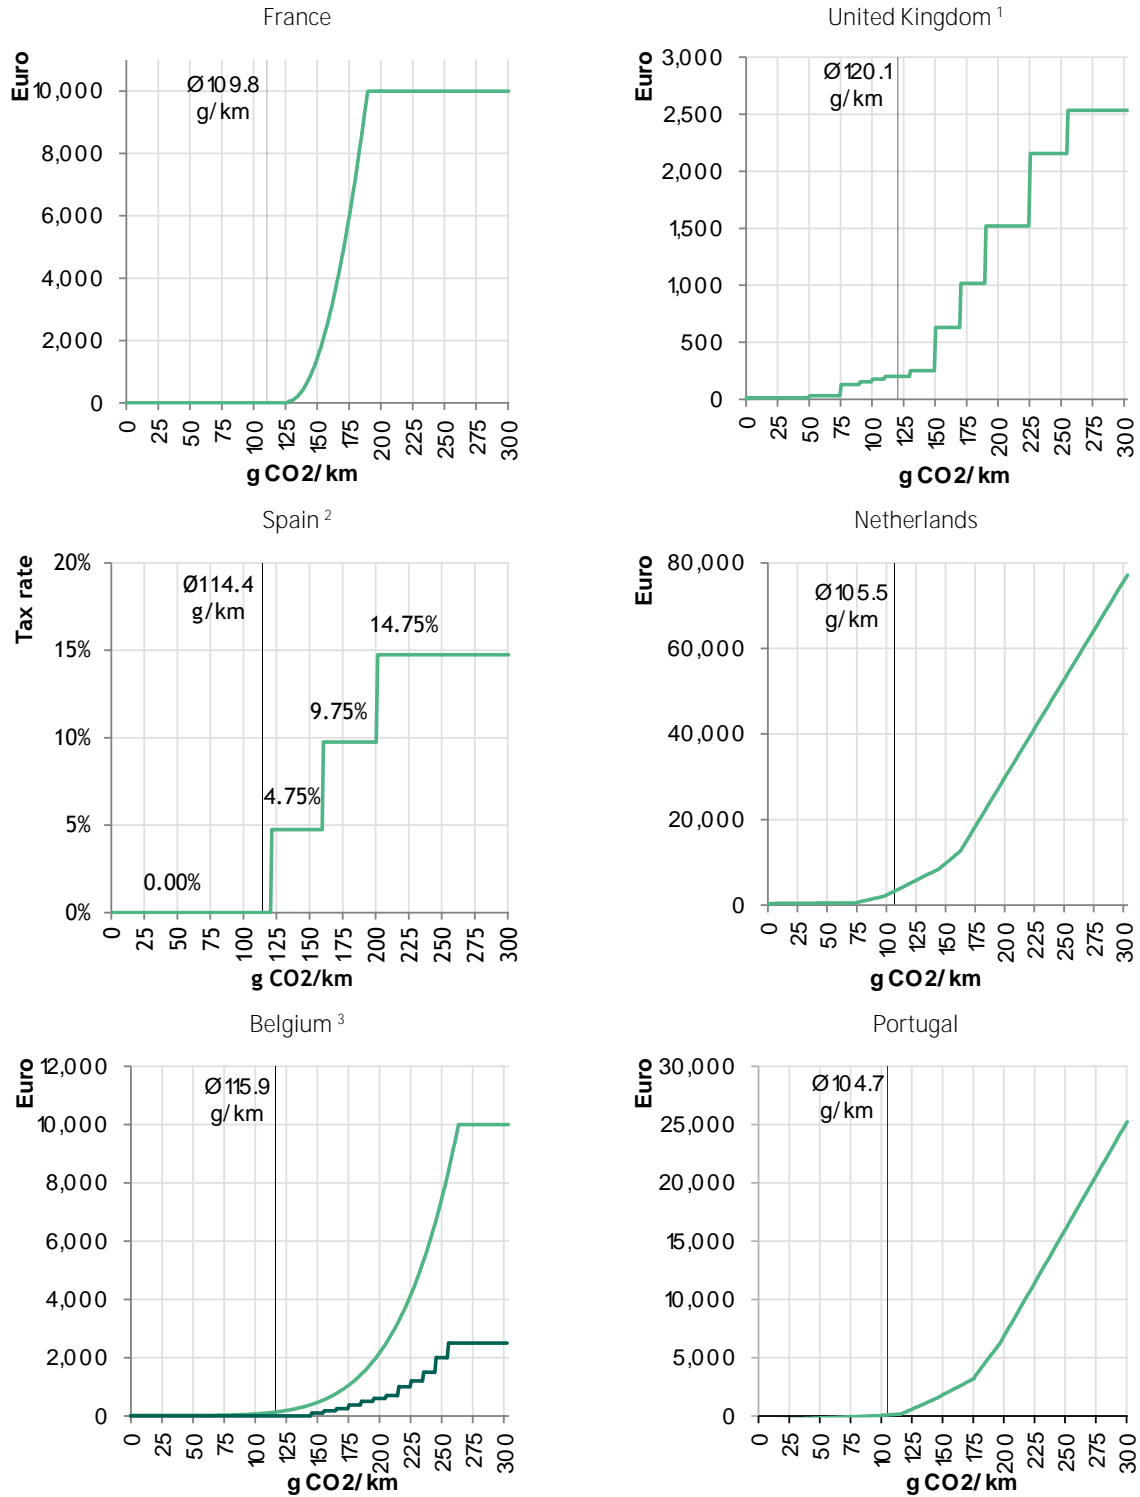 France
Euro
10,000
8,000
6,000
4,000
2,000
0
Ø109.8
g/km
0 25 50 75 100 125 150 175 200 225 250 275 300
g CO2/km
United Kingdom 1
Euro
3,000
2,500
2,000
1,500
1,000
500
0
Ø120.1
g/km
0 25 50 75 100 125 150 175 200 225 250 275 300
g CO2/km
Spain 2
Tax rate
20%
15%
10%
5%
0%
Ø114.4
g/km
14.75%
9.75%
4.75%
0.00%
0 25 50 75 100 125 150 175 200 225 250 275 300
g CO2/km
Netherlands
Euro
80,000
60,000
40,000
20,000
0
Ø105.5
g/km
0 25 50 75 100 125 150 175 200 225 250 275 300
g CO2/km
Belgium 3
Euro
12,000
10,000
8,000
6,000
4,000
2,000
0
Ø115.9
g/km
0 25 50 75 100 125 150 175 200 225 250 275 300
g CO2/km
Portugal
Euro
30,000
25,000
20,000
15,000
10,000
5,000
0
Ø104.7
g/km
0 25 50 75 100 125 150 175 200 225 250 275 300
g CO2/km